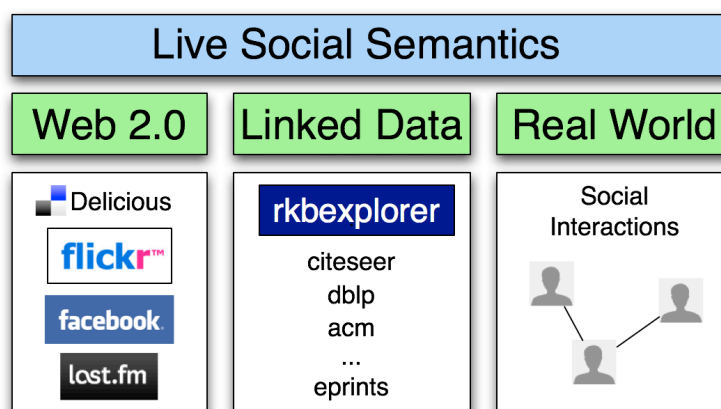 Live Social Semantics
Web 2.0
Linked Data
Real World
Delicious
flickr™
facebook.
last.fm
rkbexplorer
citeseer
dblp
acm
...
eprints
Social
Interactions